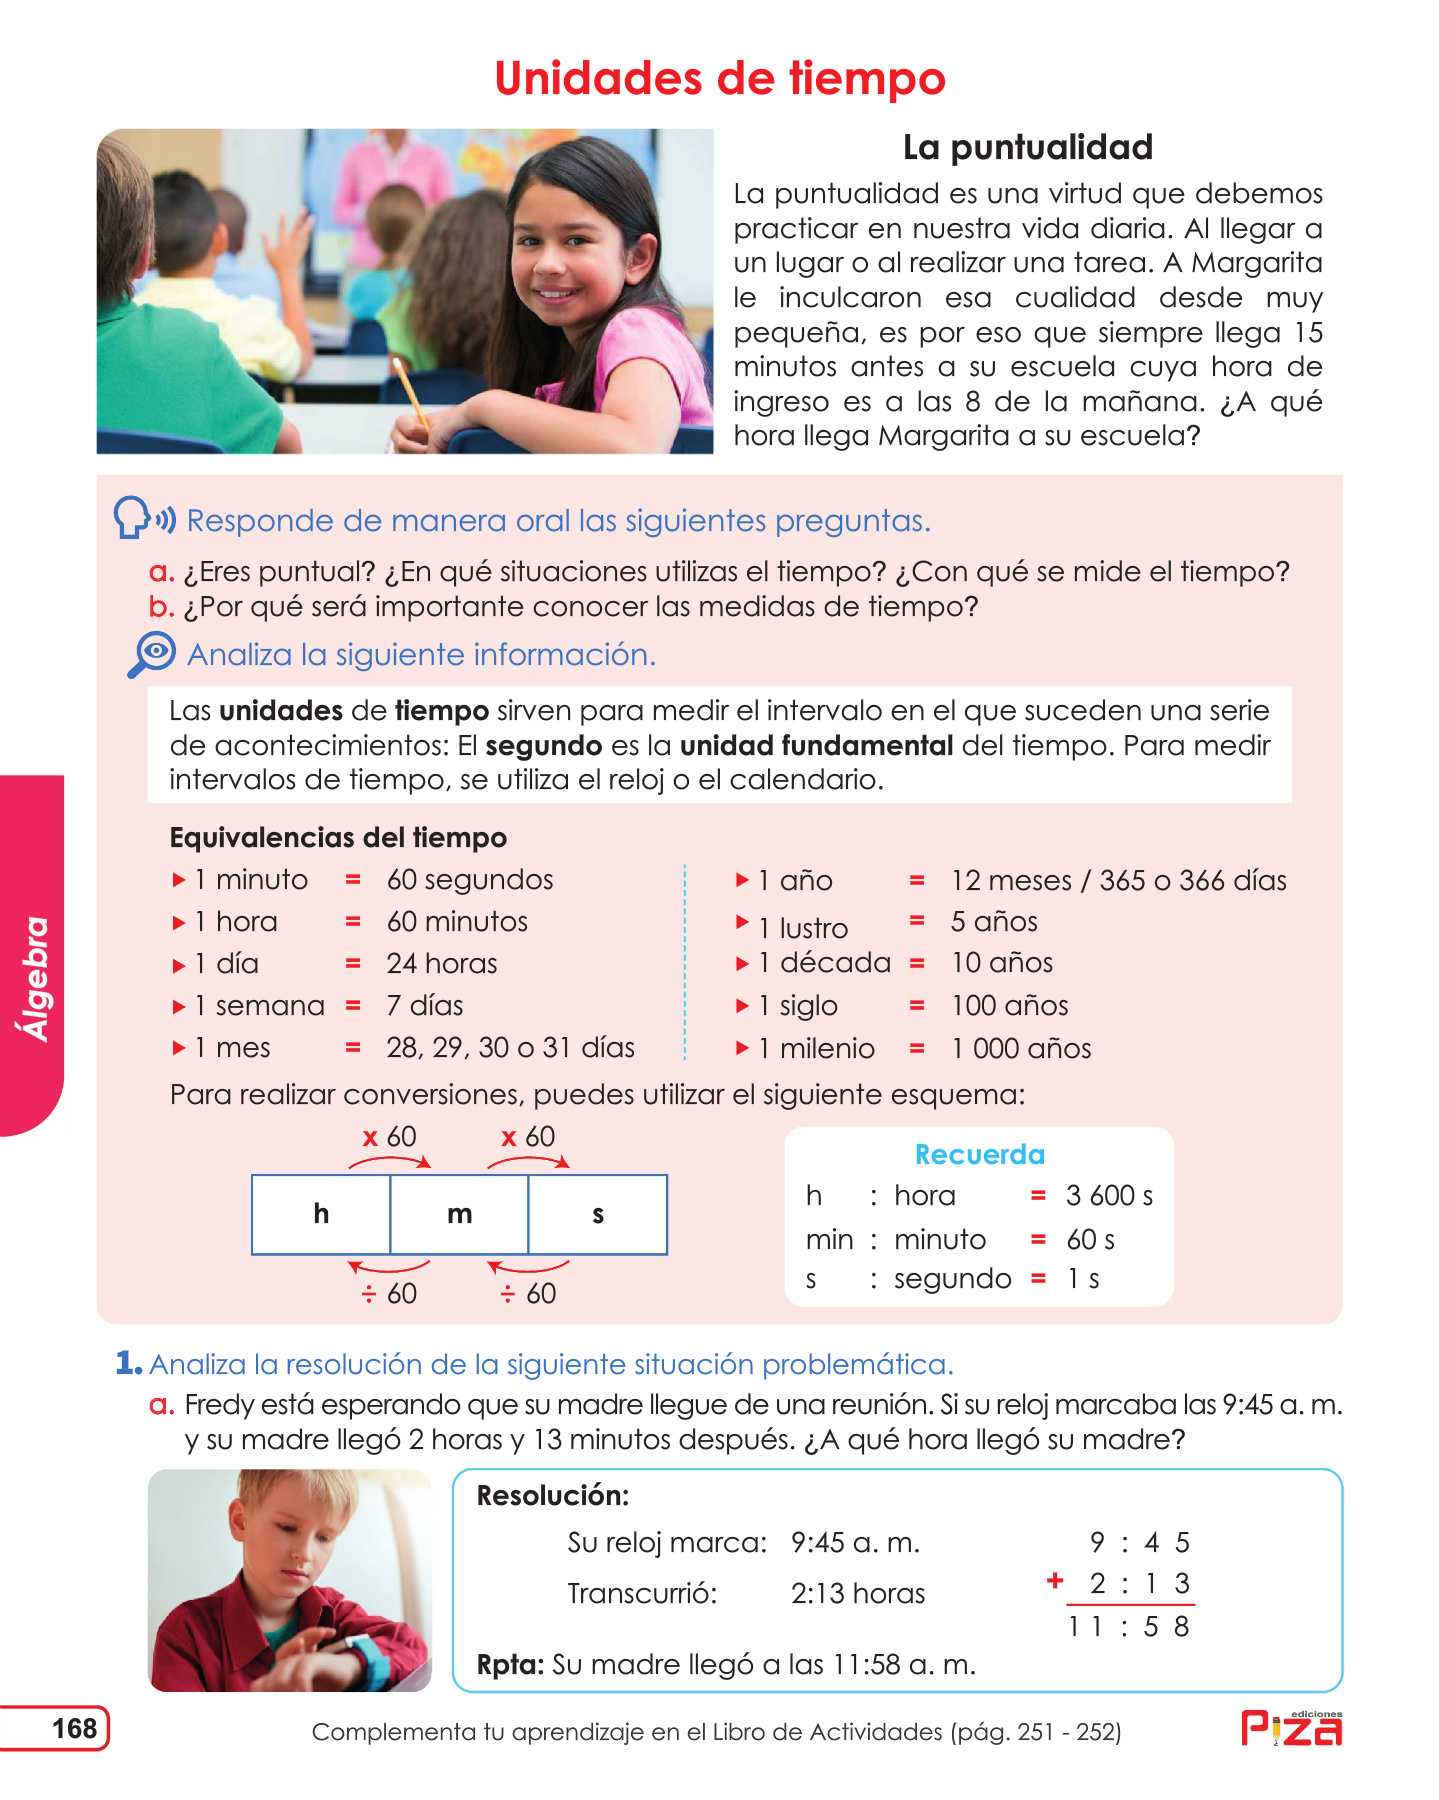 Unidades de tiempo
La puntualidad
La puntualidad es una virtud que debemos
practicar en nuestra vida diaria. Al llegar a
un lugar o al realizar una tarea. A Margarita
le inculcaron esa cualidad desde muy
pequeña, es por eso que siempre llega 15
minutos antes a su escuela cuya hora de
ingreso es a las 8 de la mañana. ¿A qué
hora llega Margarita a su escuela?
Responde de manera oral las siguientes preguntas.
a. ¿Eres puntual? ¿En qué situaciones utilizas el tiempo? ¿Con qué se mide el tiempo?
b. ¿Por qué será importante conocer las medidas de tiempo?
Analiza la siguiente información.
Las unidades de tiempo sirven para medir el intervalo en el que suceden una serie
de acontecimientos: El segundo es la unidad fundamental del tiempo. Para medir
intervalos de tiempo, se utiliza el reloj o el calendario.
Equivalencias del tiempo
1 minuto = 60 segundos
1 hora = 60 minutos
1 día = 24 horas
1 semana = 7 días
1 mes = 28, 29, 30 o 31 días
1 año = 12 meses / 365 o 366 días
1 lustro = 5 años
1 década = 10 años
1 siglo = 100 años
1 milenio = 1 000 años
Para realizar conversiones, puedes utilizar el siguiente esquema:
x 60 x 60
h m s
÷ 60 ÷ 60
Recuerda
h : hora = 3 600 s
min : minuto = 60 s
s : segundo = 1 s
Álgebra
1. Analiza la resolución de la siguiente situación problemática.
a. Fredy está esperando que su madre llegue de una reunión. Si su reloj marcaba las 9:45 a. m.
y su madre llegó 2 horas y 13 minutos después. ¿A qué hora llegó su madre?
Resolución:
Su reloj marca: 9:45 a. m.
Transcurrió: 2:13 horas
9 : 4 5
+ 2 : 1 3
1 1 : 5 8
Rpta: Su madre llegó a las 11:58 a. m.
168
Complementa tu aprendizaje en el Libro de Actividades (pág. 251 - 252)
ediciones
Piza